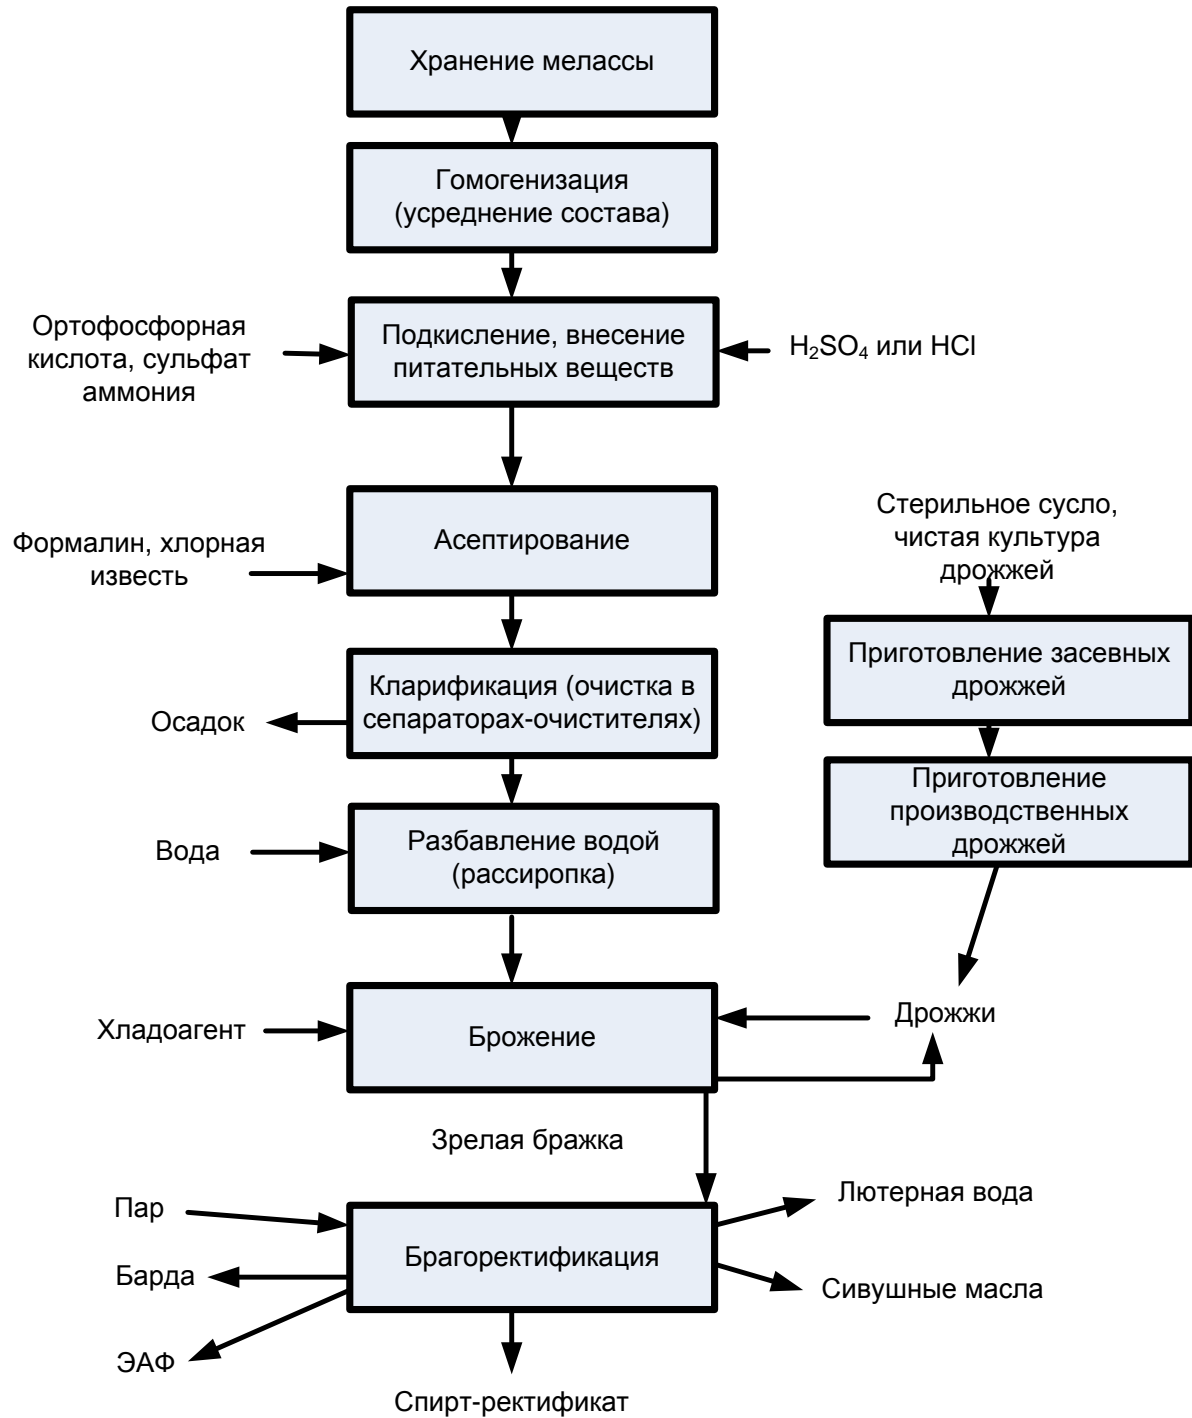 Хранение мелассы
Гомогенизация
(усреднение состава)
Ортофосфорная
кислота, сульфат
аммония
Подкисление, внесение
питательных веществ
H₂SO₄ или HCl
Формалин, хлорная
известь
Асептирование
Стерильное сусло,
чистая культура
дрожжей
Приготовление засевных
дрожжей
Осадок
Кларификация (очистка в
сепараторах-очистителях)
Приготовление
производственных
дрожжей
Вода
Разбавление водой
(рассиропка)
Хладоагент
Брожение
Дрожжи
Зрелая бражка
Пар
Барда
ЭАФ
Брагоректификация
Лютерная вода
Сивушные масла
Спирт-ректификат